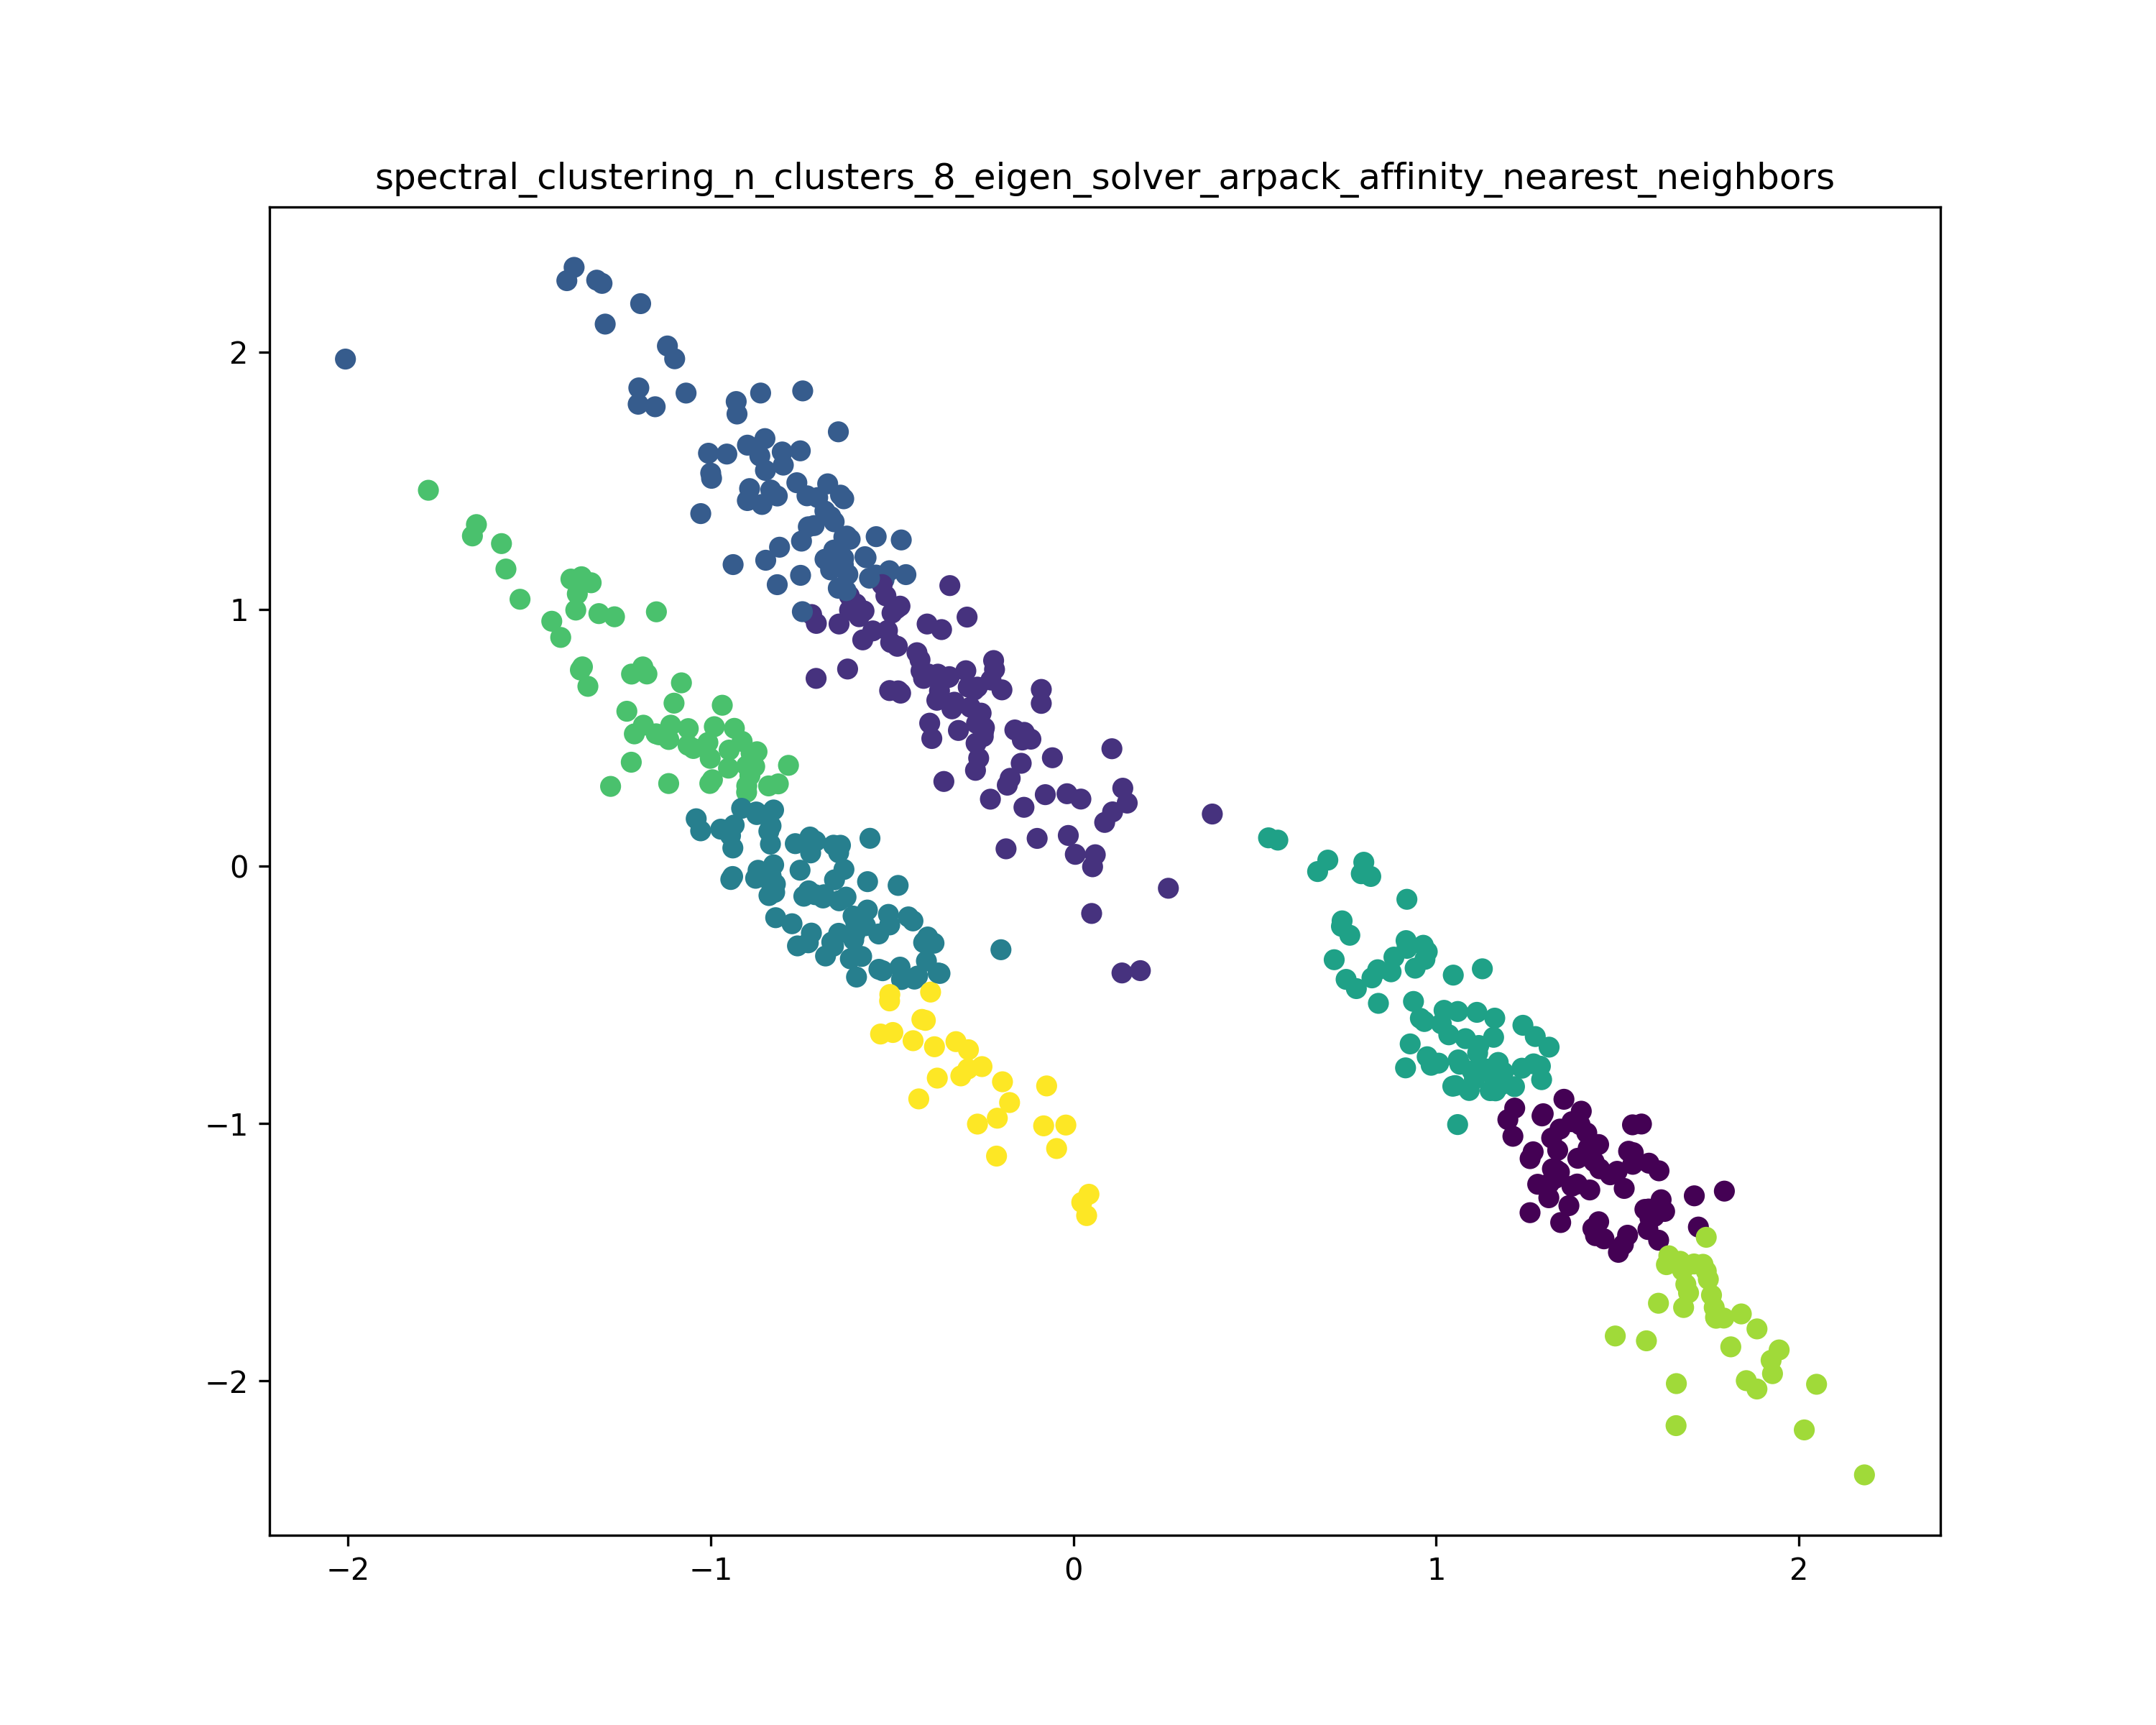 spectral_clustering_n_clusters_8_eigen_solver_arpack_affinity_nearest_neighbors
2
1
0
−1
−2
−2 −1 0 1 2